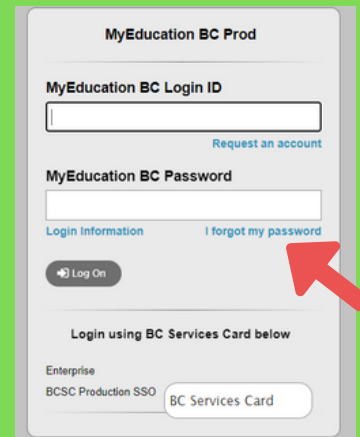 MyEducation BC Prod
MyEducation BC Login ID
Request an account
MyEducation BC Password
Login Information I forgot my password
Log On
Login using BC Services Card below
Enterprise
BCSC Production SSO BC Services Card